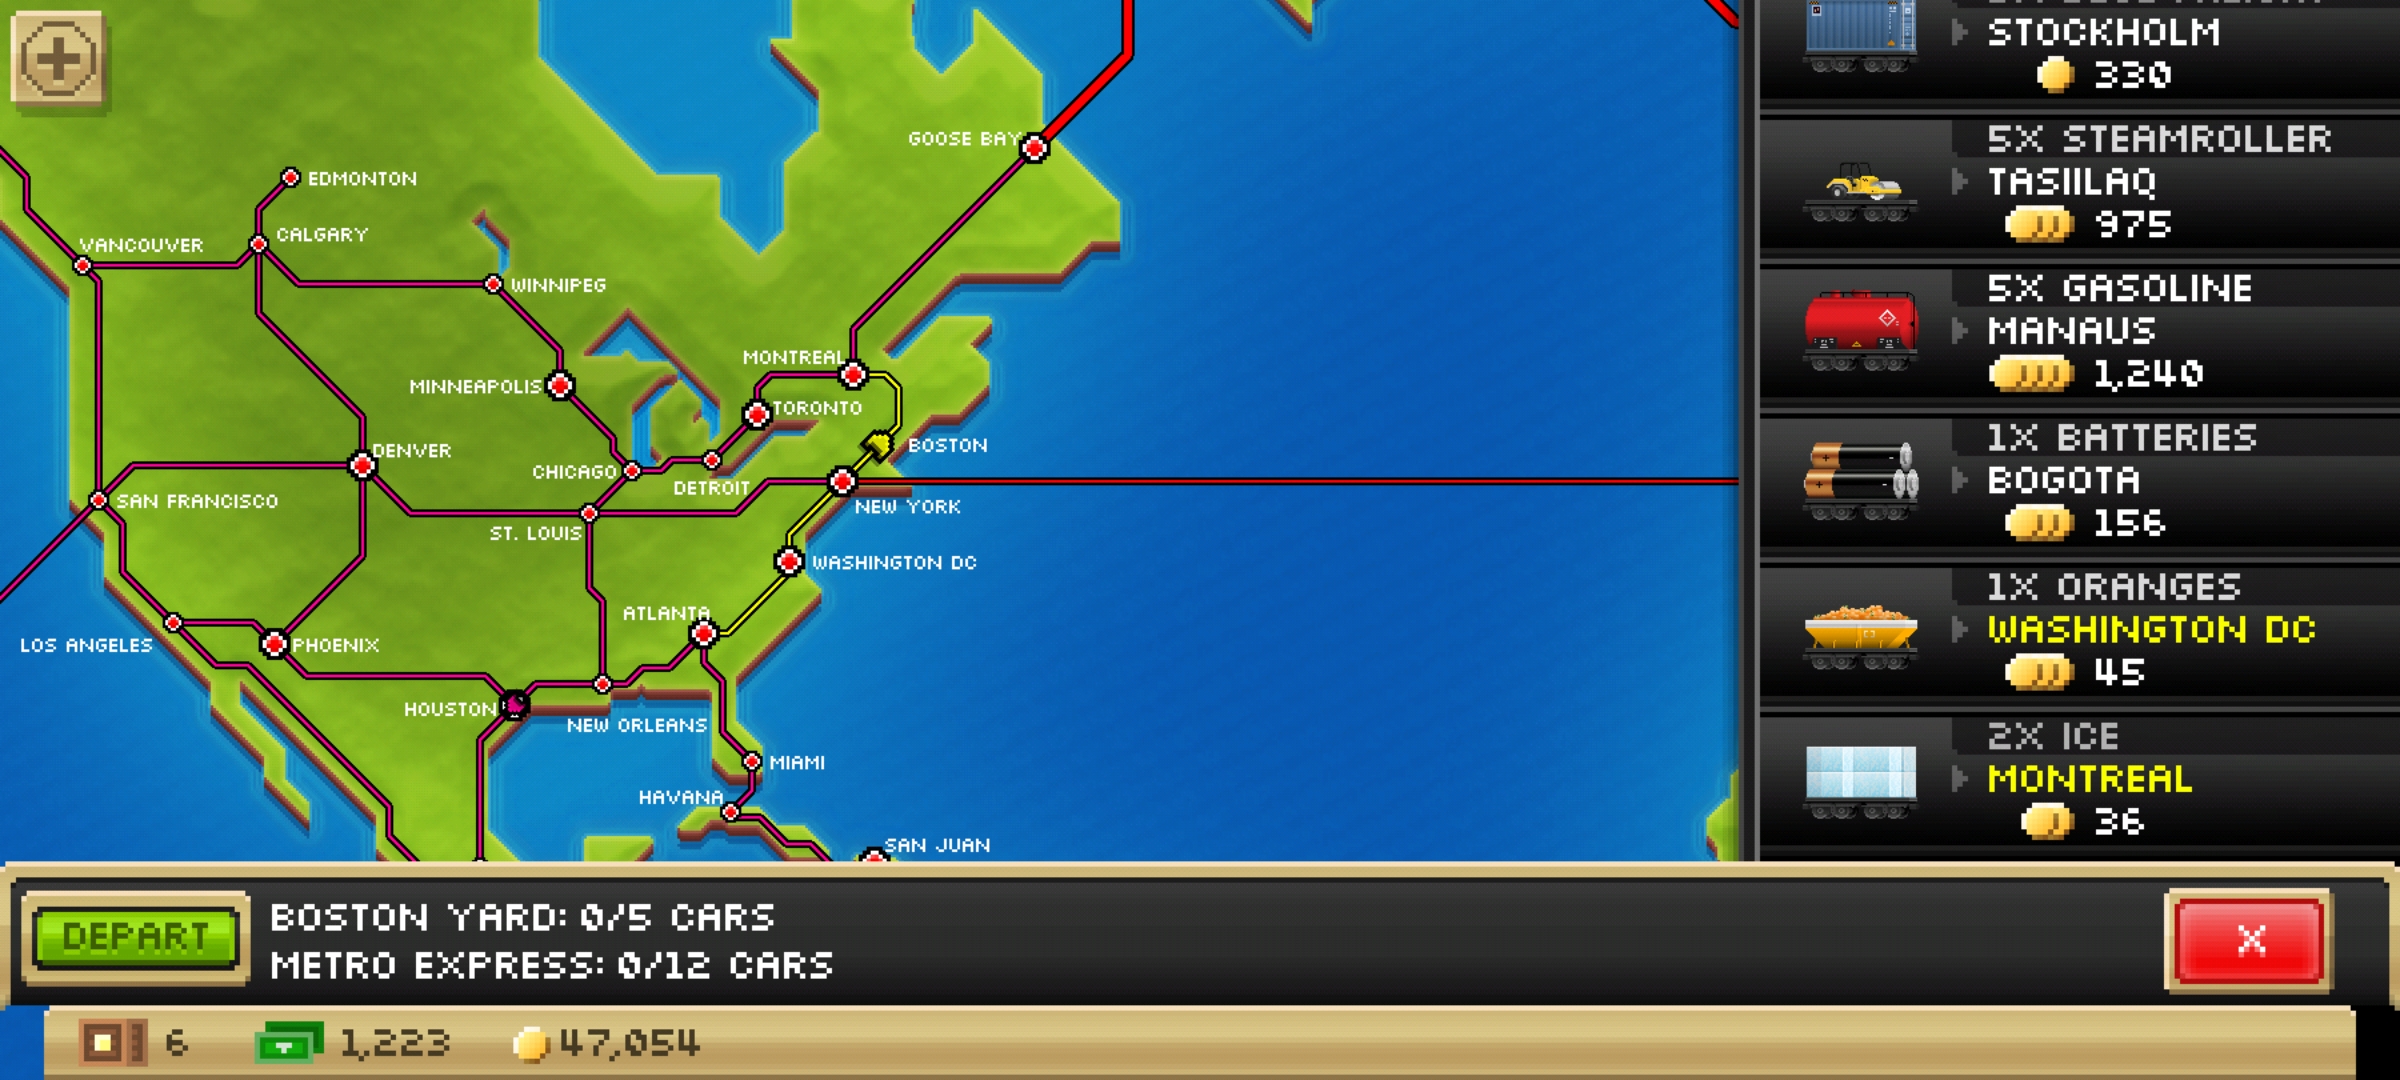 GOOSE BAY
EDMONTON
CALGARY
VANCOUVER
WINNIPEG
MONTREAL
MINNEAPOLIS
TORONTO
BOSTON
DENVER
CHICAGO
DETROIT
SAN FRANCISCO
NEW YORK
ST. LOUIS
WASHINGTON DC
ATLANTA
LOS ANGELES
PHOENIX
HOUSTON
NEW ORLEANS
MIAMI
HAVANA
SAN JUAN
STOCKHOLM
330
5X STEAMROLLER
TASIILAQ
975
5X GASOLINE
MANAUS
1,240
1X BATTERIES
BOGOTA
156
1X ORANGES
WASHINGTON DC
45
2X ICE
MONTREAL
36
DEPART
BOSTON YARD: 0/5 CARS
METRO EXPRESS: 0/12 CARS
X
6
1,223
47,054